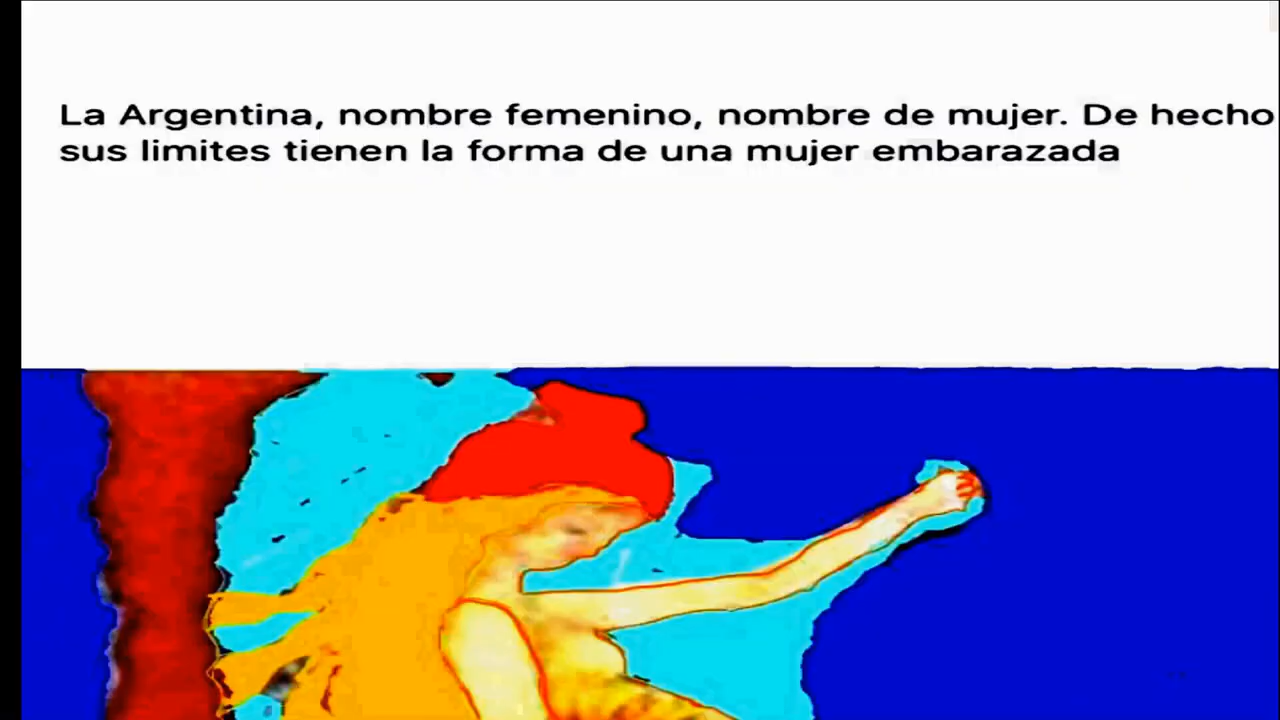 La Argentina, nombre femenino, nombre de mujer. De hecho
sus limites tienen la forma de una mujer embarazada